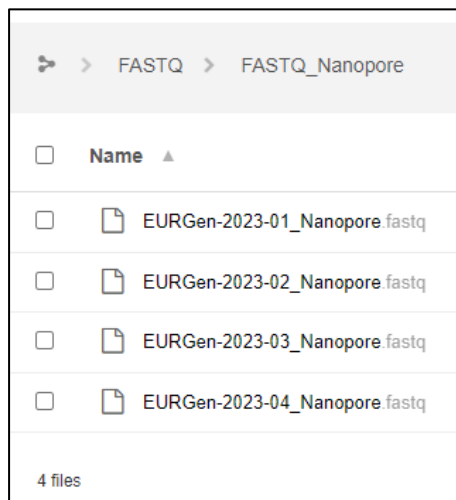 > FASTQ > FASTQ_Nanopore
Name ▲
EURGen-2023-01_Nanopore.fastq
EURGen-2023-02_Nanopore.fastq
EURGen-2023-03_Nanopore.fastq
EURGen-2023-04_Nanopore.fastq
4 files